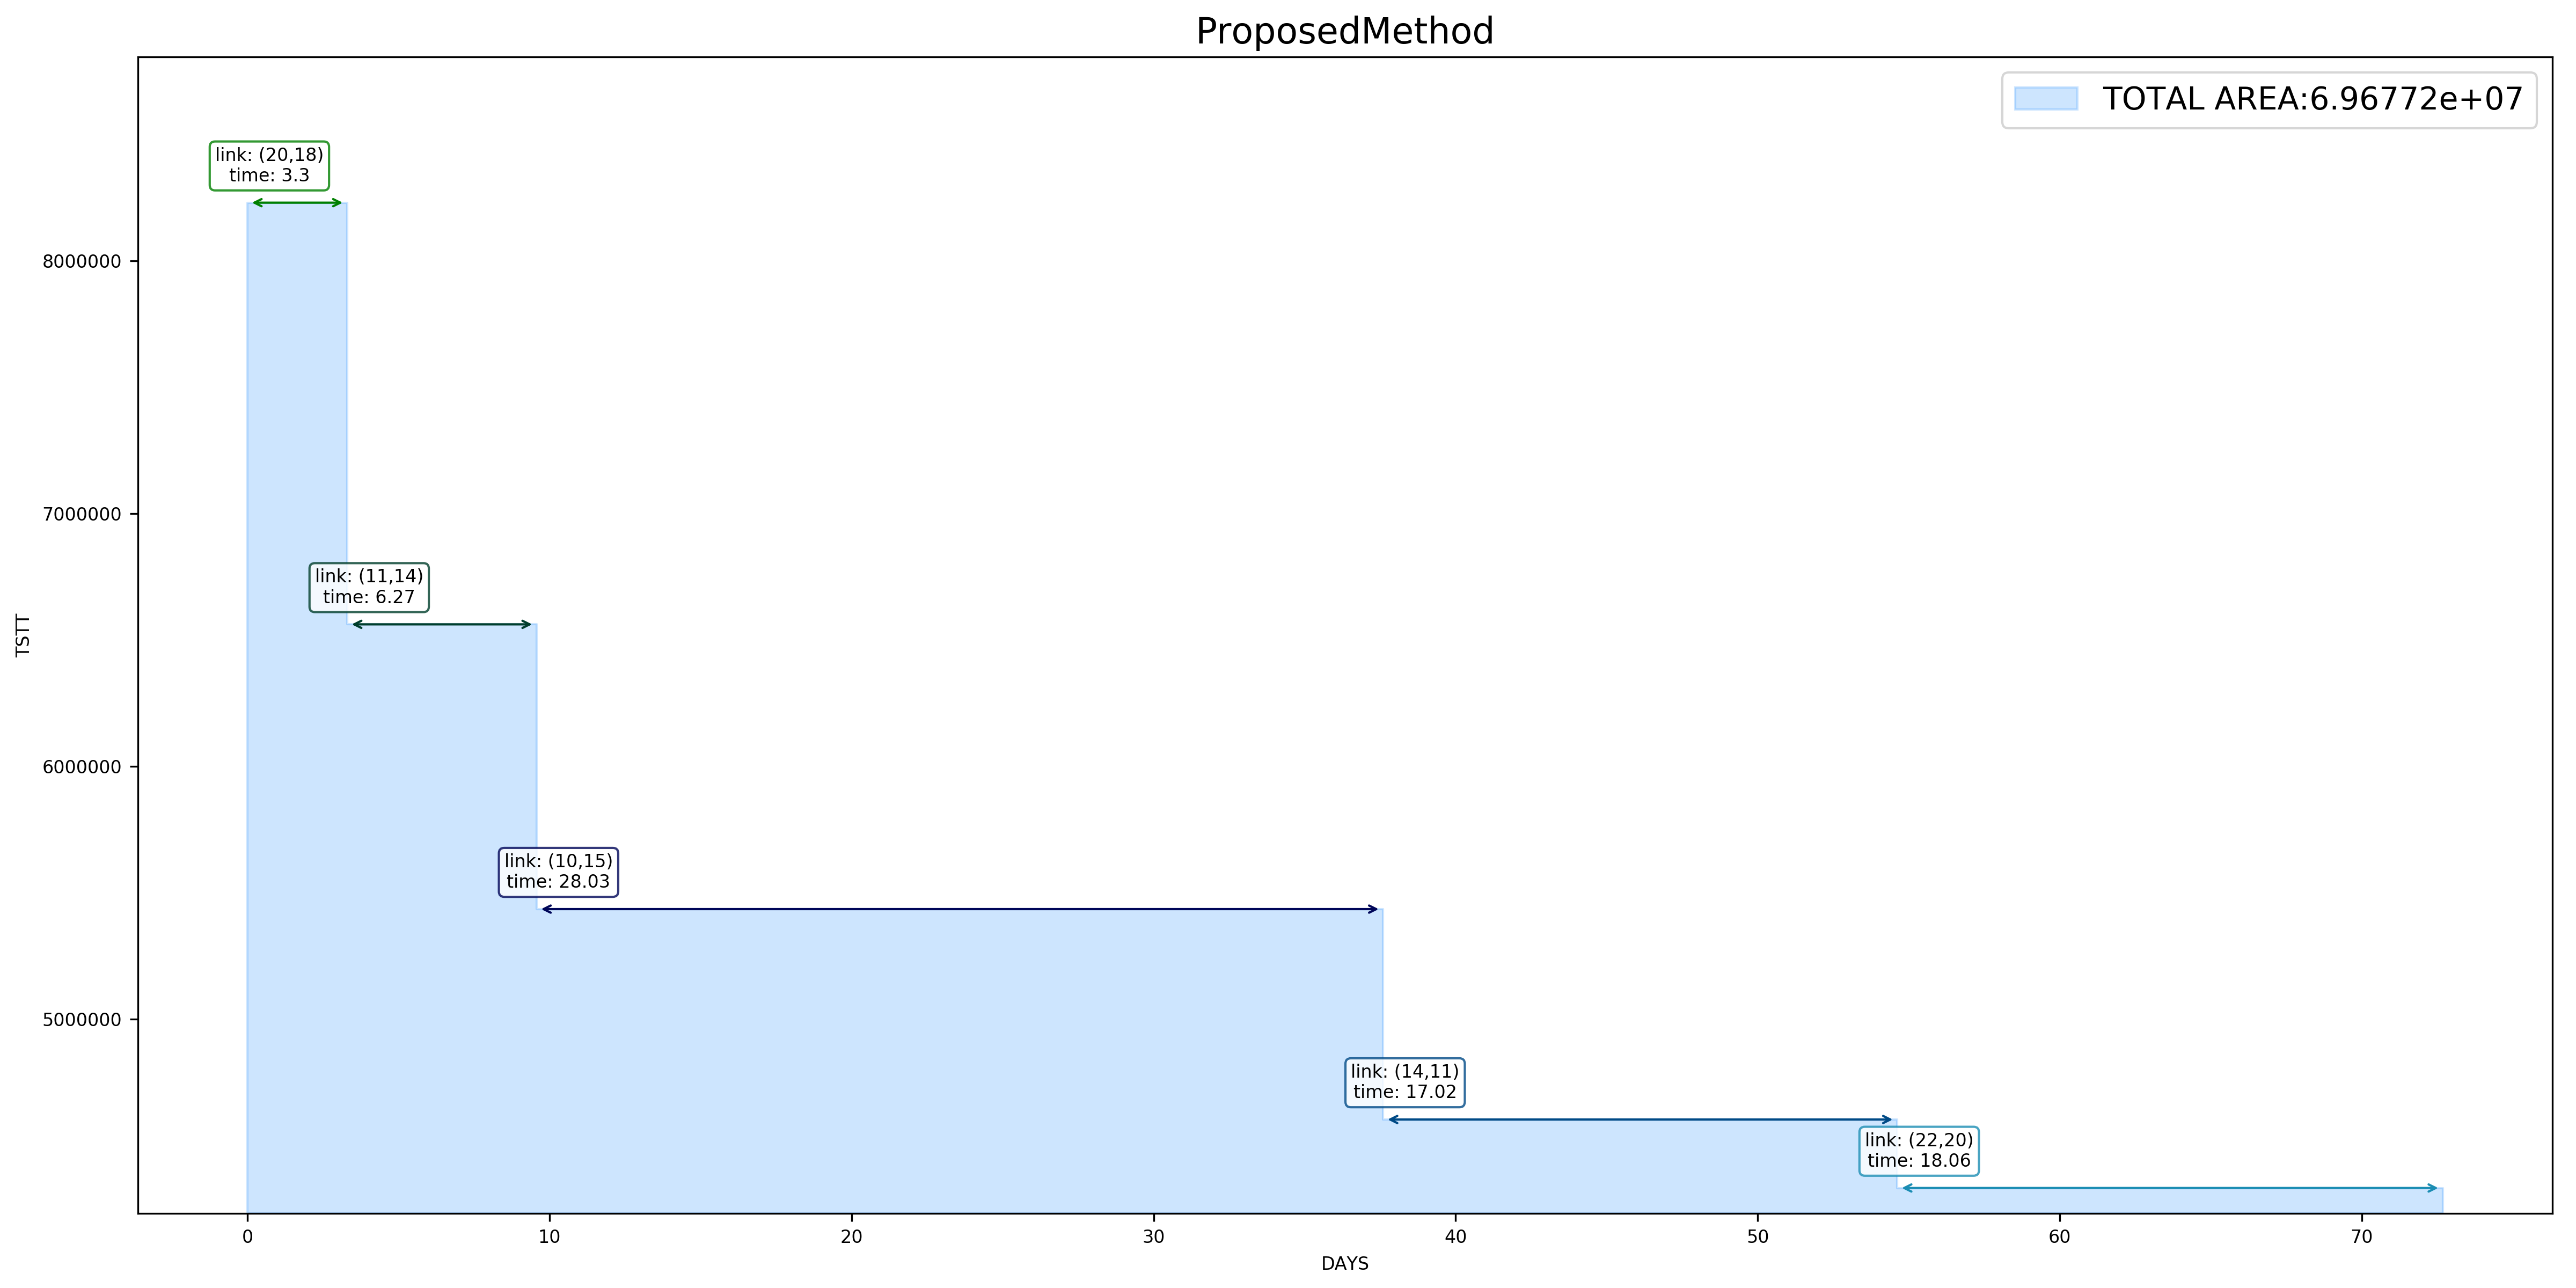 ProposedMethod
TOTAL AREA:6.96772e+07
link: (20,18)
time: 3.3
8000000
7000000
link: (11,14)
time: 6.27
TSTT
6000000
link: (10,15)
time: 28.03
5000000
link: (14,11)
time: 17.02
link: (22,20)
time: 18.06
0 10 20 30 40 50 60 70
DAYS